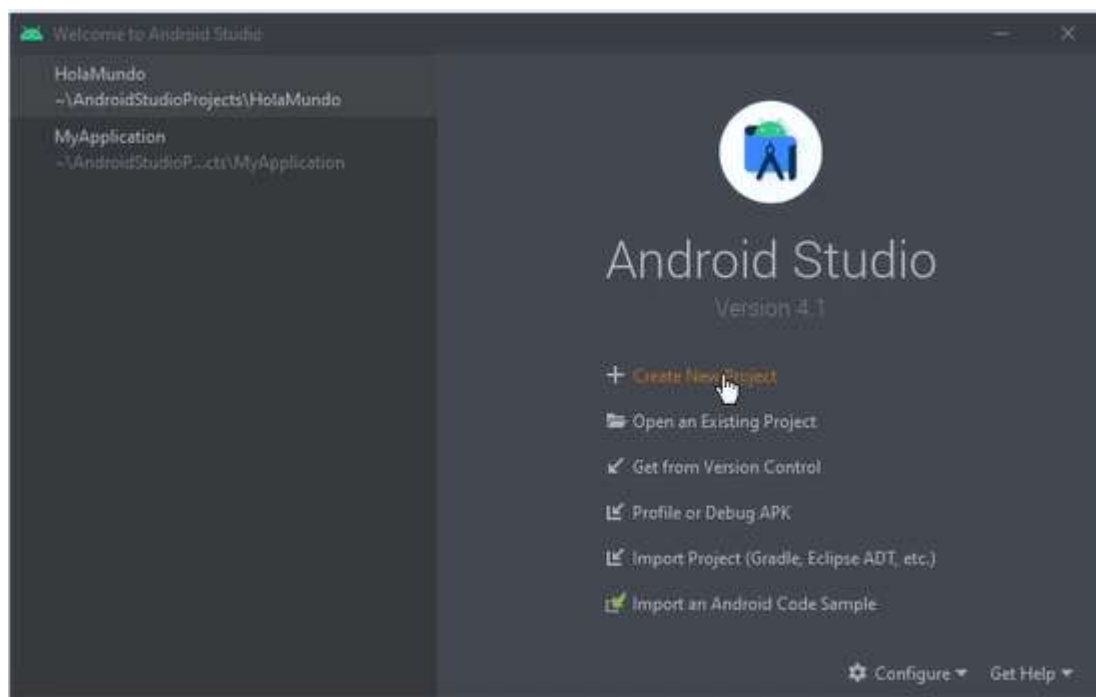 Welcome to Android Studio
HolaMundo
~\AndroidStudioProjects\HolaMundo
MyApplication
~\AndroidStudioP...cts\MyApplication
Android Studio
Version 4.1
Create New Project
Open an Existing Project
Get from Version Control
Profile or Debug APK
Import Project (Gradle, Eclipse ADT, etc.)
Import an Android Code Sample
Configure Get Help